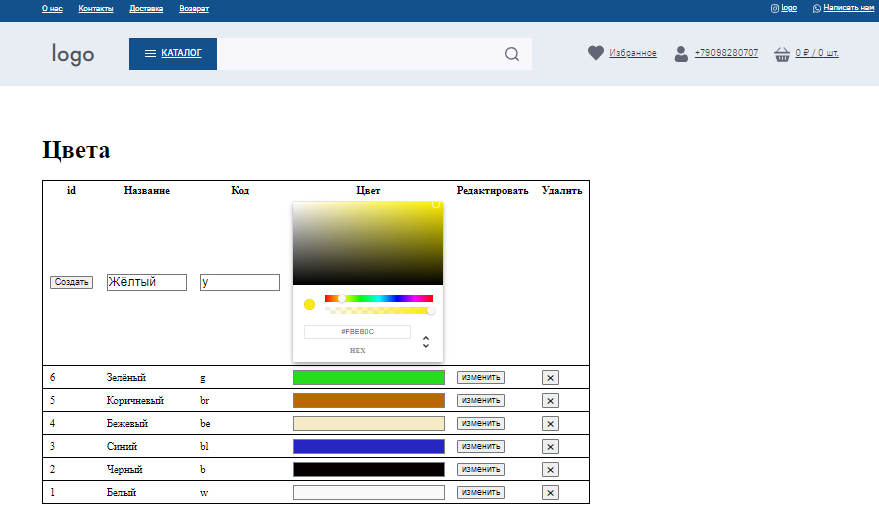 О нас Контакты Доставка Возврат logo Написать нам
logo КАТАЛОГ Избранное +79098280707 0 ₽ / 0 шт.
Цвета
id Название Код Цвет Редактировать Удалить
Создать Жёлтый y
#FBEB0C
HEX
6 Зелёный g изменить ×
5 Коричневый br изменить ×
4 Бежевый be изменить ×
3 Синий bl изменить ×
2 Черный b изменить ×
1 Белый w изменить ×